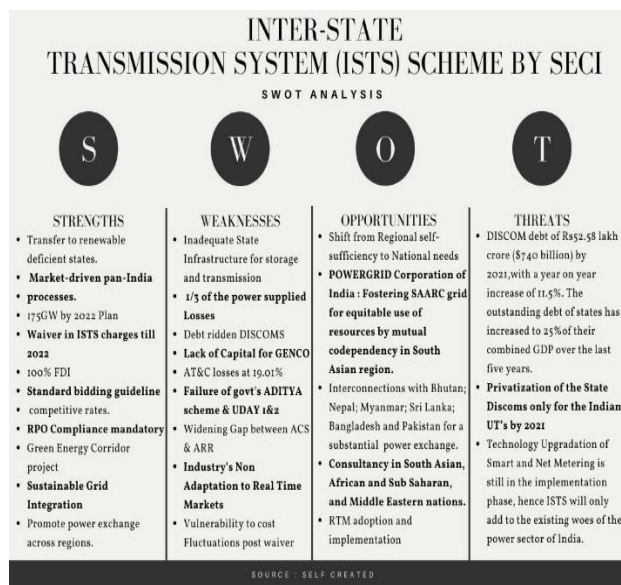 INTER-STATE
TRANSMISSION SYSTEM (ISTS) SCHEME BY SECI
SWOT ANALYSIS
S
W
O
T
STRENGTHS
• Transfer to renewable
deficient states.
• Market-driven pan-India
• processes.
• 175GW by 2022 Plan
• Waiver in ISTS charges till
2022
• 100% FDI
• Standard bidding guideline
• competitive rates.
• RPO Compliance mandatory
• Green Energy Corridor
project
• Sustainable Grid
Integration
• Promote power exchange
across regions.
WEAKNESSES
• Inadequate State
Infrastructure for storage
and transmission
• 1/3 of the power supplied
Losses
• Debt ridden DISCOMS
• Lack of Capital for GENCO
• AT&C losses at 19.01%
• Failure of govt's ADITYA
scheme & UDAY 1&2
• Widening Gap between ACS
& ARR
• Industry's Non
Adaptation to Real Time
Markets
• Vulnerability to cost
Fluctuations post waiver
OPPORTUNITIES
• Shift from Regional self-
sufficiency to National needs
• POWERGRID Corporation of
India : Fostering SAARC grid
for equitable use of
resources by mutual
codependency in South
Asian region.
• Interconnections with Bhutan;
Nepal; Myanmar; Sri Lanka;
Bangladesh and Pakistan for a
substantial power exchange.
• Consultancy in South Asian,
African and Sub Saharan,
and Middle Eastern nations.
• RTM adoption and
implementation
THREATS
• DISCOM debt of Rs52.58 lakh
crore ($740 billion) by
2021,with a year on year
increase of 11.5%. The
outstanding debt of states has
increased to 25%of their
combined GDP over the last
five years.
• Privatization of the State
Discoms only for the Indian
UT's by 2021
• Technology Upgradation of
Smart and Net Metering is
still in the implementation
phase, hence ISTS will only
add to the existing woes of the
power sector of India.
SOURCE : SELF CREATED